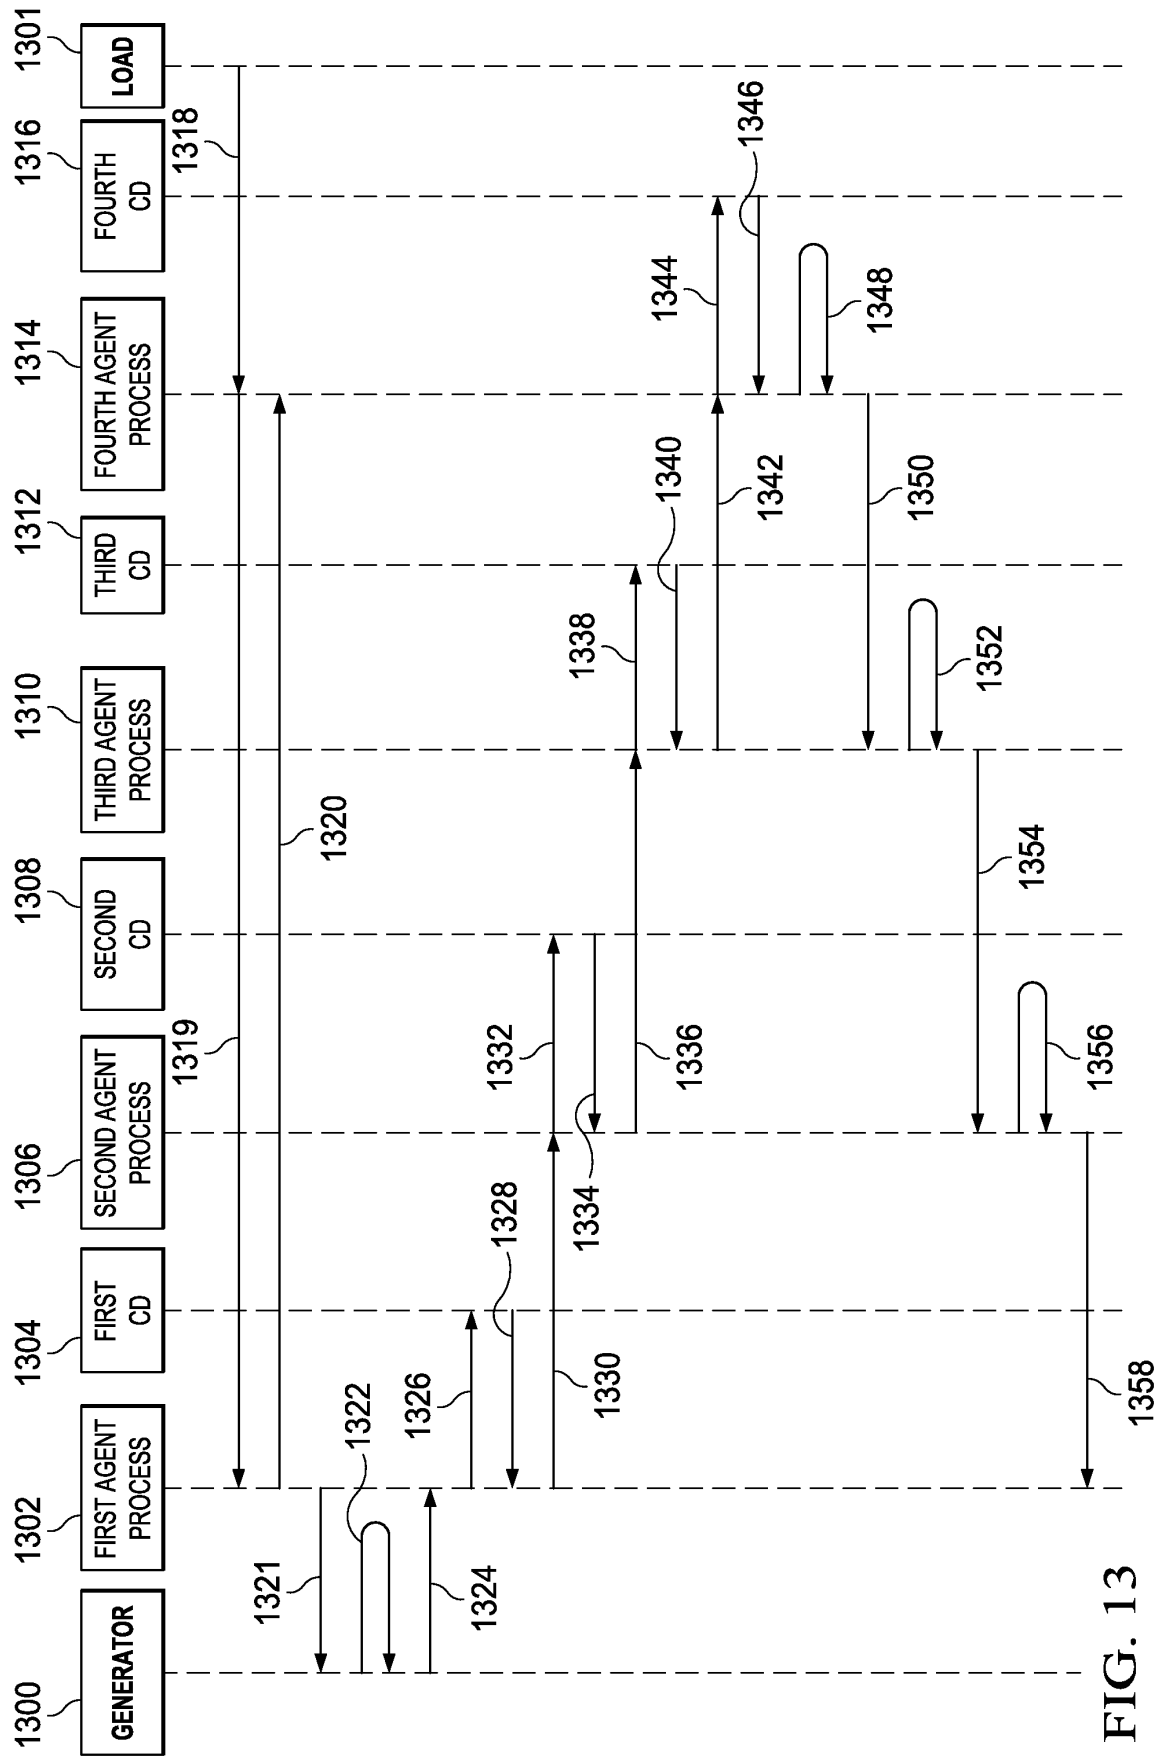 1300
1302
1304
1306
1308
1310
1312
1314
1316
1301
GENERATOR
FIRST AGENT
PROCESS
FIRST
CD
SECOND AGENT
PROCESS
SECOND
CD
THIRD AGENT
PROCESS
THIRD
CD
FOURTH AGENT
PROCESS
FOURTH
CD
LOAD
1319
1318
1320
1321
1322
1324
1326
1328
1330
1332
1334
1336
1338
1340
1342
1344
1346
1348
1350
1352
1354
1356
1358
FIG. 13